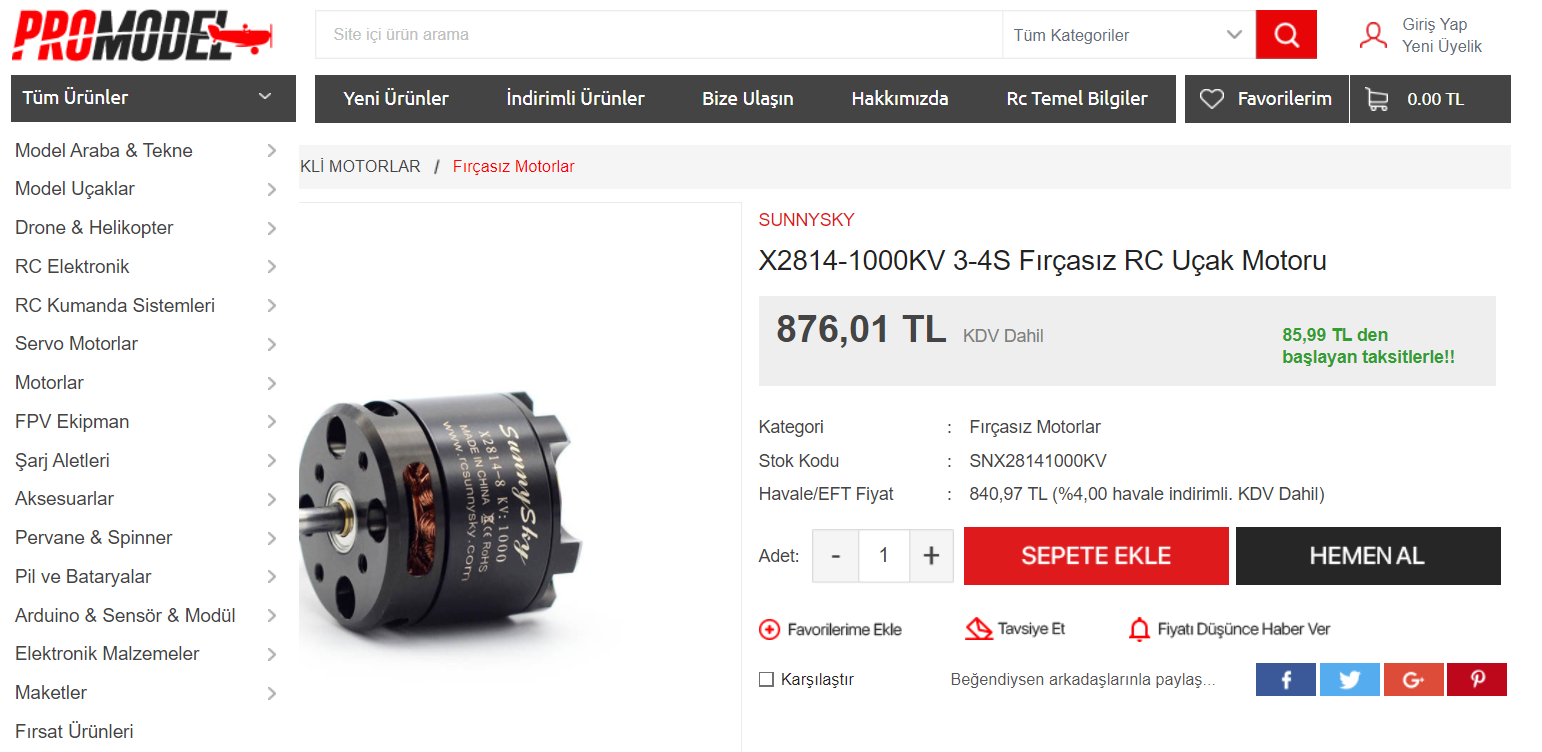 PROMODEL
Site içi ürün arama
Tüm Kategoriler
Giriş Yap
Yeni Üyelik
Tüm Ürünler
Yeni Ürünler
İndirimli Ürünler
Bize Ulaşın
Hakkımızda
Rc Temel Bilgiler
Favorilerim
0.00 TL
Model Araba & Tekne
Model Uçaklar
Drone & Helikopter
RC Elektronik
RC Kumanda Sistemleri
Servo Motorlar
Motorlar
FPV Ekipman
Şarj Aletleri
Aksesuarlar
Pervane & Spinner
Pil ve Bataryalar
Arduino & Sensör & Modül
Elektronik Malzemeler
Maketler
Fırsat Ürünleri
KLİ MOTORLAR / Fırçasız Motorlar
SunnySky
X2814-8 KV: 1000
MADE IN CHINA CE RoHS
www.rcsunnysky.com
SUNNYSKY
X2814-1000KV 3-4S Fırçasız RC Uçak Motoru
876,01 TL KDV Dahil
85,99 TL den
başlayan taksitlerle!!
Kategori : Fırçasız Motorlar
Stok Kodu : SNX28141000KV
Havale/EFT Fiyat : 840,97 TL (%4,00 havale indirimli. KDV Dahil)
Adet: - 1 + SEPETE EKLE HEMEN AL
Favorilerime Ekle
Tavsiye Et
Fiyatı Düşünce Haber Ver
Karşılaştır
Beğendiysen arkadaşlarınla paylaş...
f
G+